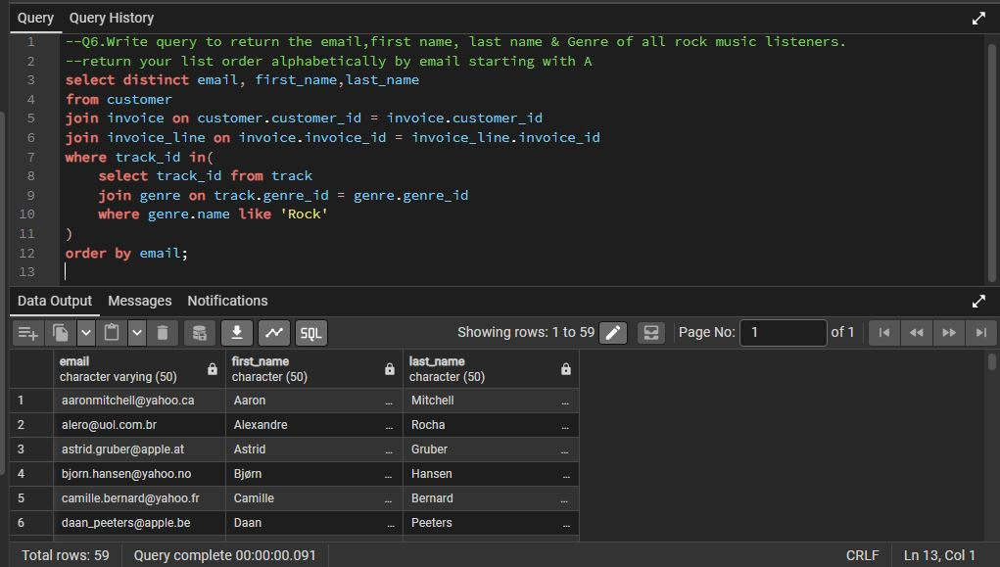 Query Query History
1 --Q6.Write query to return the email,first name, last name & Genre of all rock music listeners.
2 --return your list order alphabetically by email starting with A
3 select distinct email, first_name,last_name
4 from customer
5 join invoice on customer.customer_id = invoice.customer_id
6 join invoice_line on invoice.invoice_id = invoice_line.invoice_id
7 where track_id in(
8 select track_id from track
9 join genre on track.genre_id = genre.genre_id
10 where genre.name like 'Rock'
11 )
12 order by email;
13
Data Output Messages Notifications
SQL Showing rows: 1 to 59 Page No: 1 of 1
email first_name last_name
character varying (50) character (50) character (50)
1 aaronmitchell@yahoo.ca Aaron ... Mitchell ...
2 alero@uol.com.br Alexandre ... Rocha ...
3 astrid.gruber@apple.at Astrid ... Gruber ...
4 bjorn.hansen@yahoo.no Bjørn ... Hansen ...
5 camille.bernard@yahoo.fr Camille ... Bernard ...
6 daan_peeters@apple.be Daan ... Peeters ...
Total rows: 59 Query complete 00:00:00.091 CRLF Ln 13, Col 1